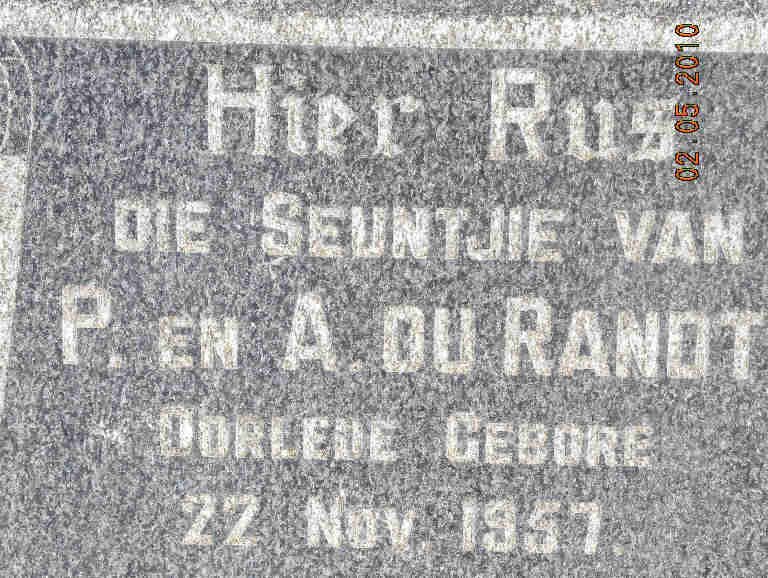 Hier Rus
DIE SEUNTJIE VAN
P. EN A. DU RANDT
OORLEDE GEBORE
22 Nov. 1957.
02.05.2010